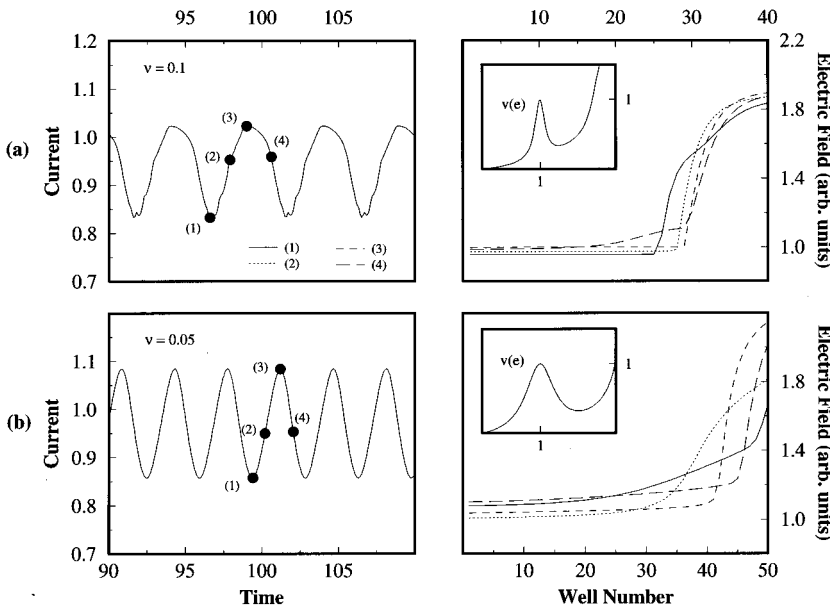 95 100 105
10 20 30 40
1.2
1.1
1.0
0.9
0.8
0.7
ν = 0.1
(a)
Current
(1)
(2)
(3)
(4)
(1) (3)
(2) (4)
v(e)
1
1
2.2
1.8
1.4
1.0
Electric Field (arb. units)
1.1
1.0
0.9
0.8
0.7
ν = 0.05
(b)
Current
(1)
(2)
(3)
(4)
v(e)
1
1
1.8
1.4
1.0
Electric Field (arb. units)
90 95 100 105
Time
10 20 30 40 50
Well Number